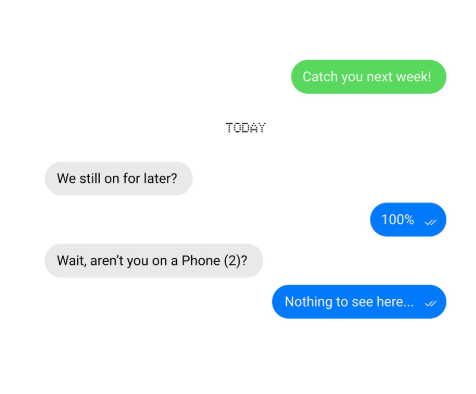 Catch you next week!
TODAY
We still on for later?
100%
Wait, aren’t you on a Phone (2)?
Nothing to see here...